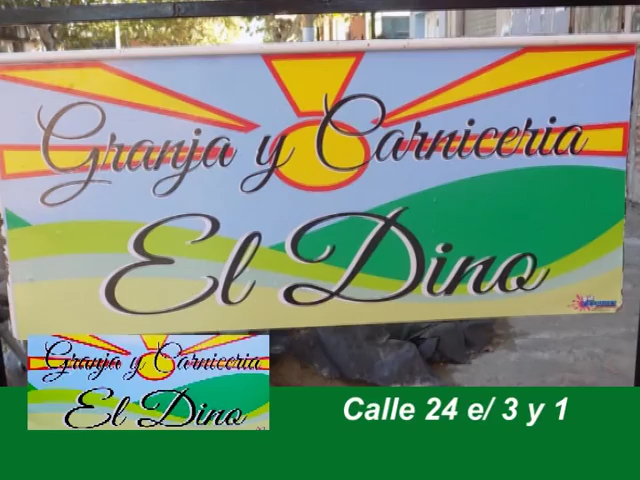 Granja y Carniceria
El Dino
Granja y Carniceria
El Dino
Calle 24 e/ 3 y 1